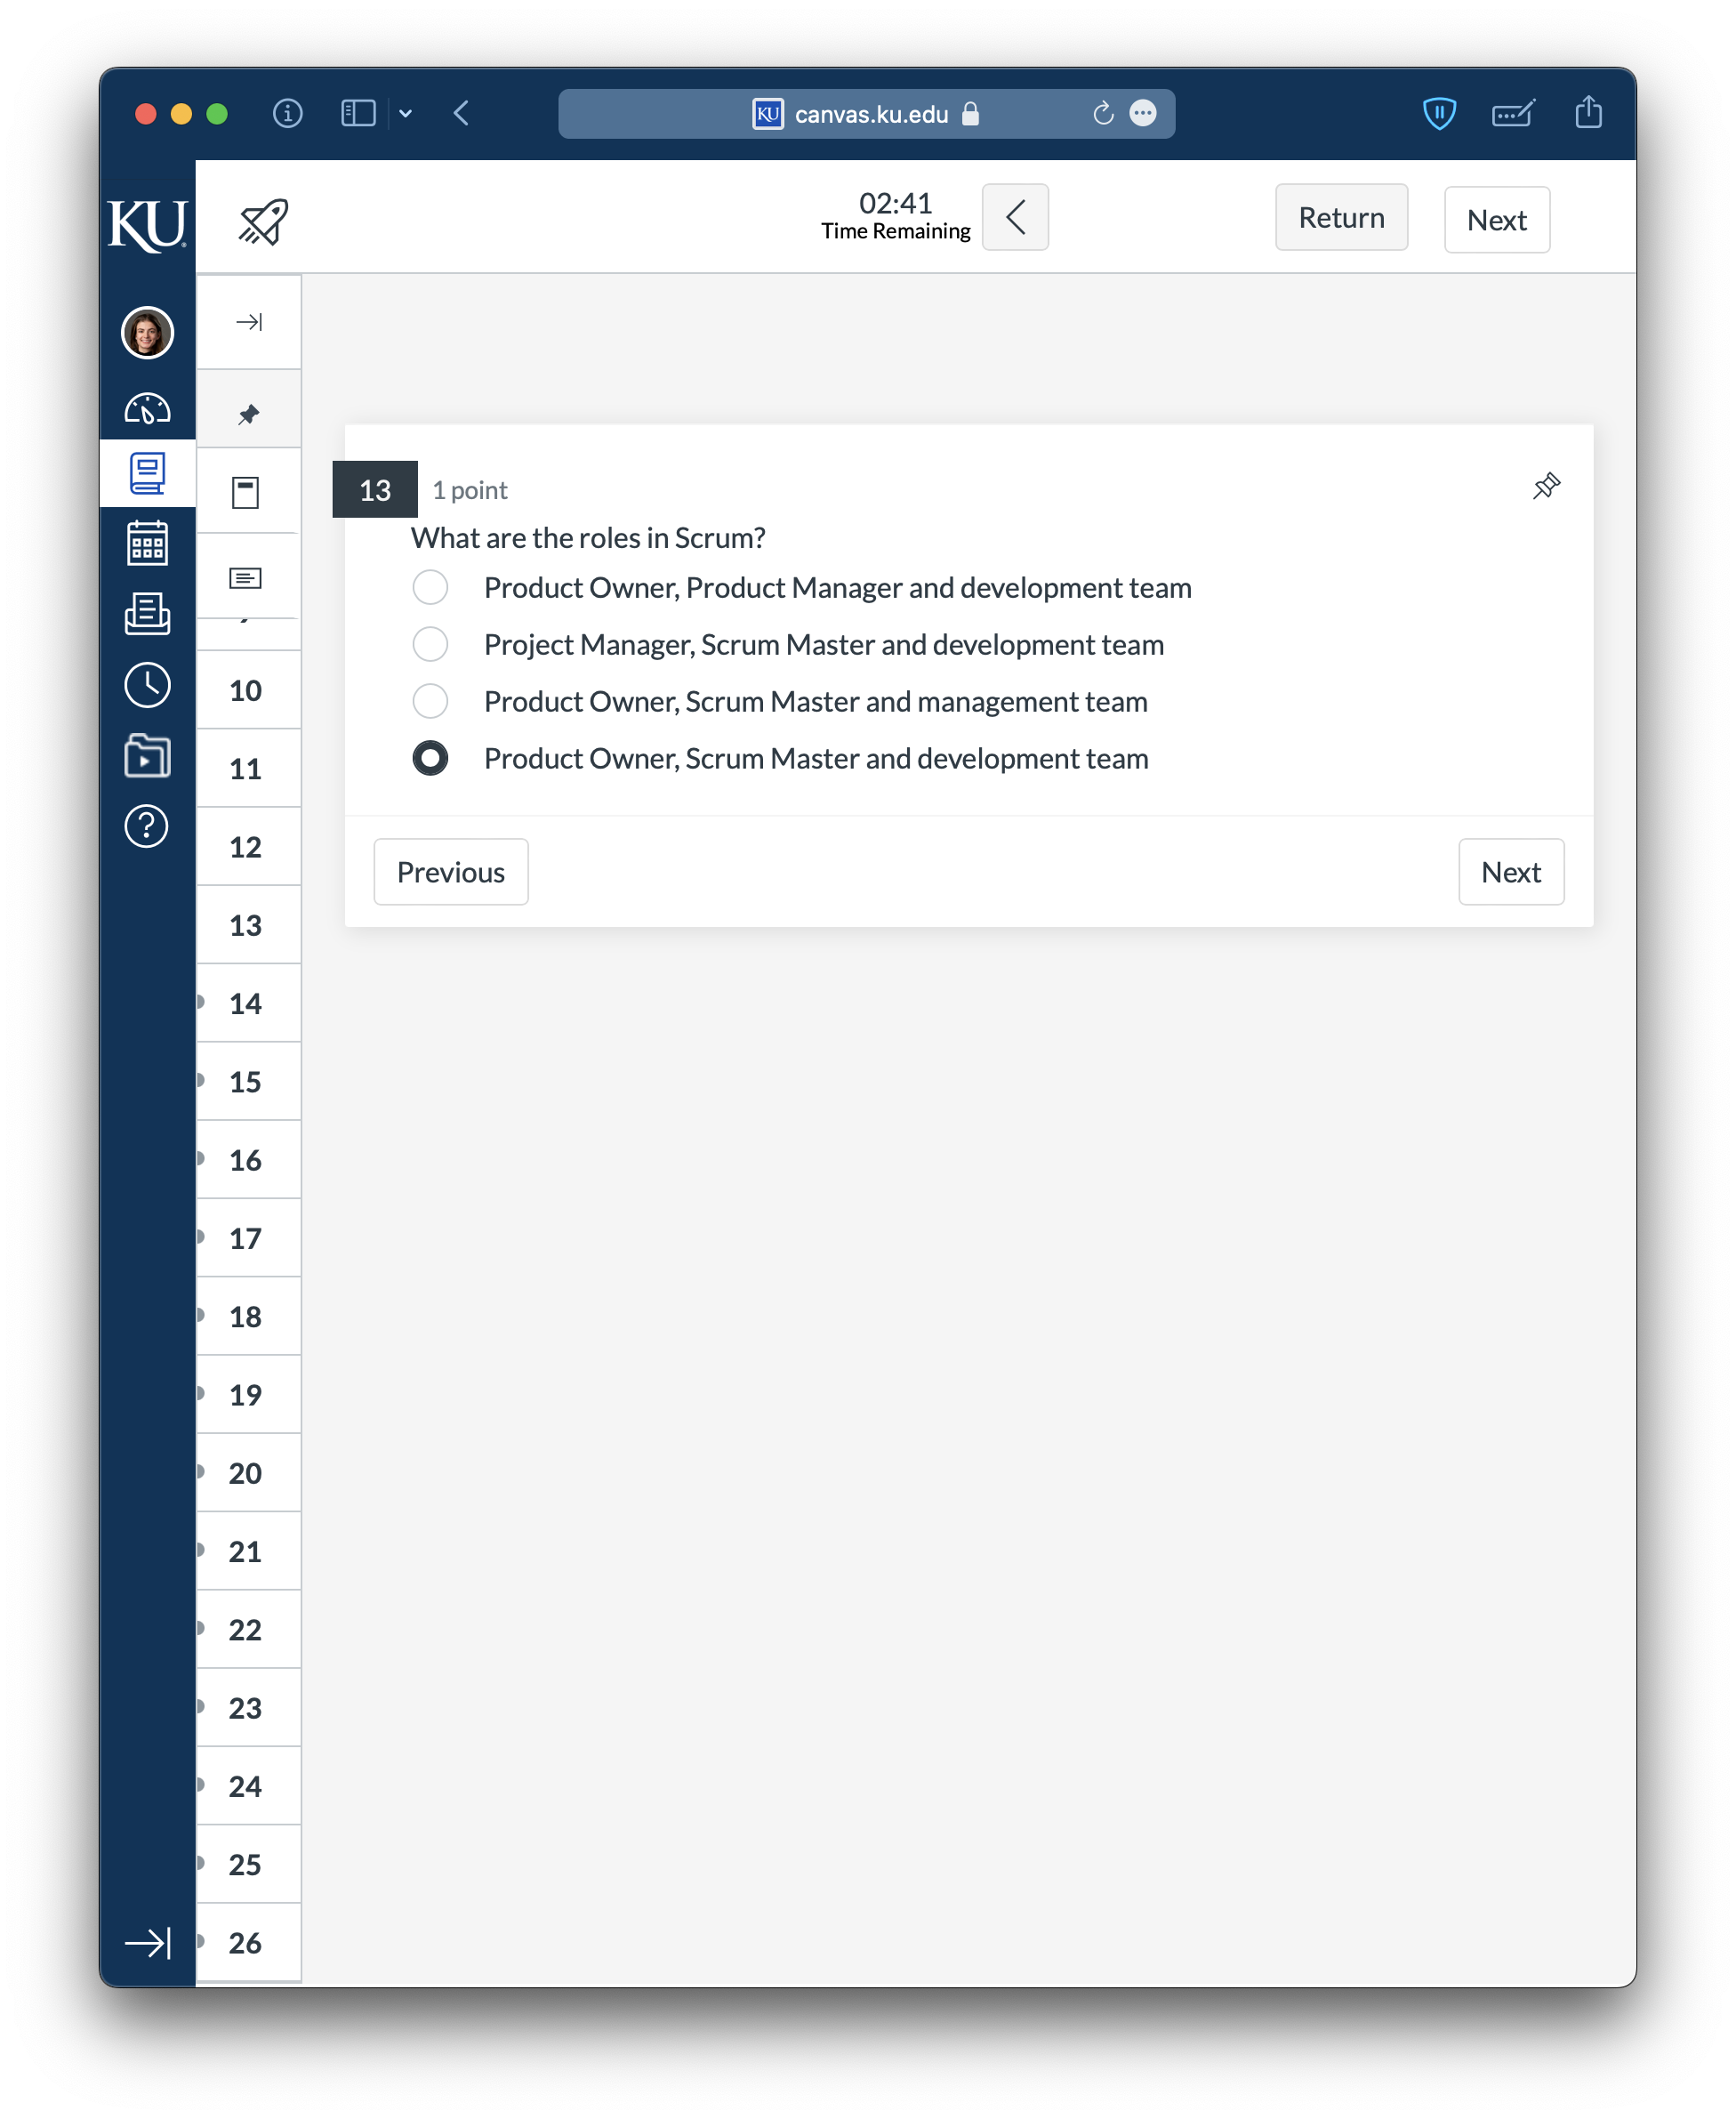 KU canvas.ku.edu
KU
02:41
Time Remaining
Return
Next
13
1 point
What are the roles in Scrum?
Product Owner, Product Manager and development team
Project Manager, Scrum Master and development team
Product Owner, Scrum Master and management team
Product Owner, Scrum Master and development team
Previous
Next
10
11
12
13
14
15
16
17
18
19
20
21
22
23
24
25
26